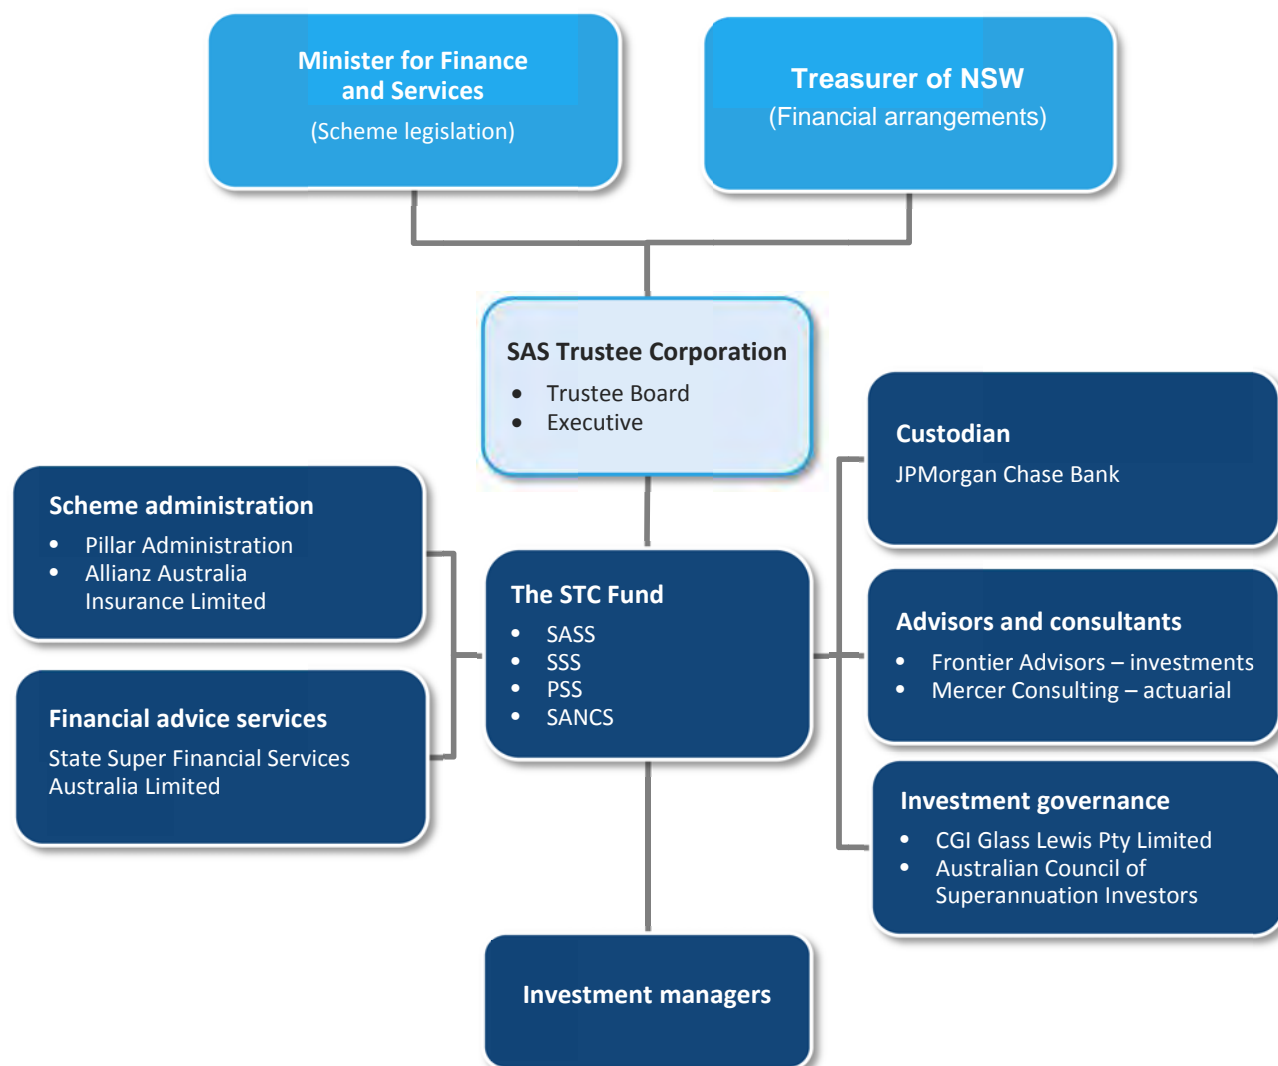 Minister for Finance
and Services
(Scheme legislation)
Treasurer of NSW
(Financial arrangements)
SAS Trustee Corporation
• Trustee Board
• Executive
Scheme administration
• Pillar Administration
• Allianz Australia
Insurance Limited
Financial advice services
State Super Financial Services
Australia Limited
The STC Fund
• SASS
• SSS
• PSS
• SANCS
Custodian
JPMorgan Chase Bank
Advisors and consultants
• Frontier Advisors – investments
• Mercer Consulting – actuarial
Investment governance
• CGI Glass Lewis Pty Limited
• Australian Council of
Superannuation Investors
Investment managers